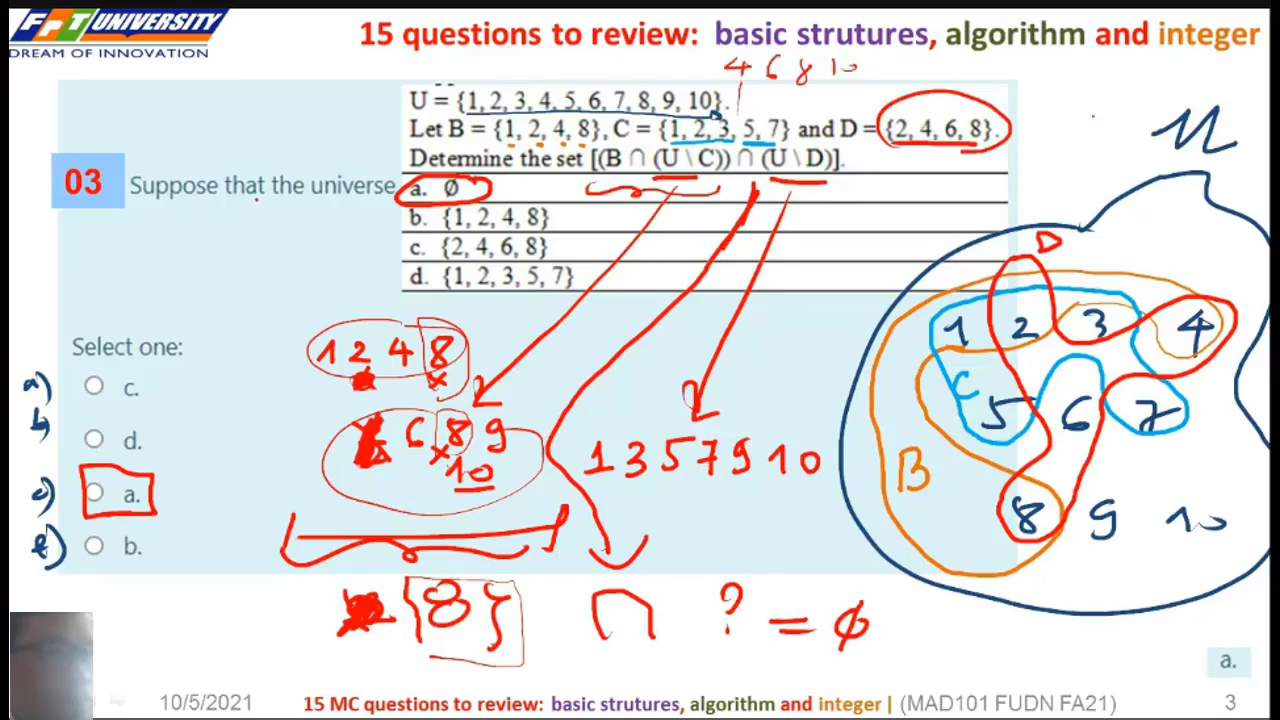 FPT UNIVERSITY
DREAM OF INNOVATION
15 questions to review: basic strutures, algorithm and integer
4 6 8 10
U = {1, 2, 3, 4, 5, 6, 7, 8, 9, 10}.
Let B = {1, 2, 4, 8}, C = {1, 2, 3, 5, 7} and D = {2, 4, 6, 8}.
Determine the set [(B ∩ (U \ C)) ∩ (U \ D)].
03 Suppose that the universe
a. ∅
b. {1, 2, 4, 8}
c. {2, 4, 6, 8}
d. {1, 2, 3, 5, 7}
U
D
1 2 3 4
C 5 6 7
B
8 9 10
Select one:
a) c.
b) d.
c) a.
b.
1 2 4 8
6 8 9
10
1 3 5 7 9 10
{8} ∩ ? = ∅
a.
10/5/2021
15 MC questions to review: basic strutures, algorithm and integer | (MAD101 FUDN FA21)
3